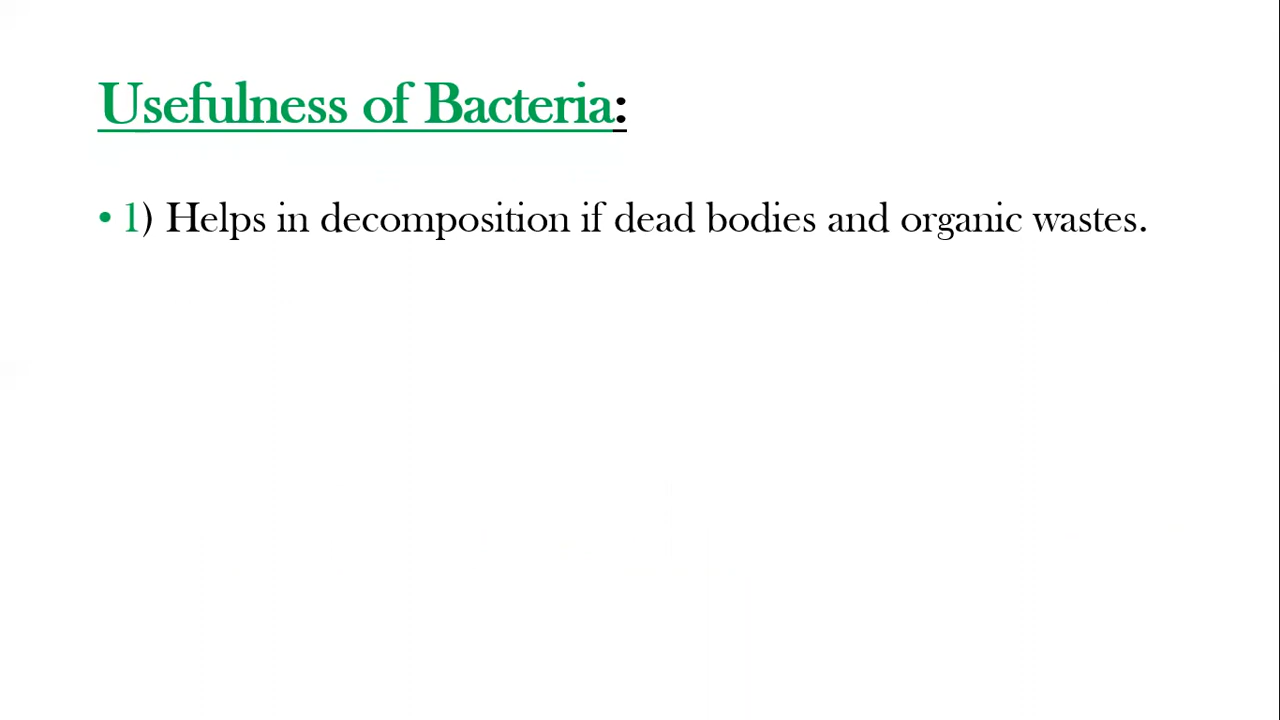 Usefulness of Bacteria:
• 1) Helps in decomposition if dead bodies and organic wastes.